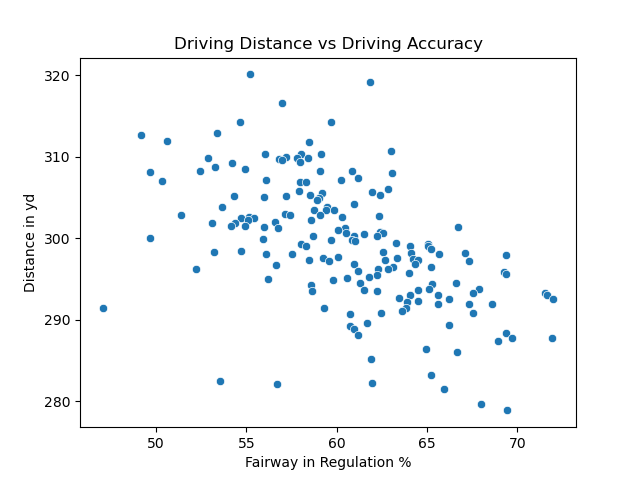 Driving Distance vs Driving Accuracy
320
310
300
290
280
Distance in yd
50 55 60 65 70
Fairway in Regulation %